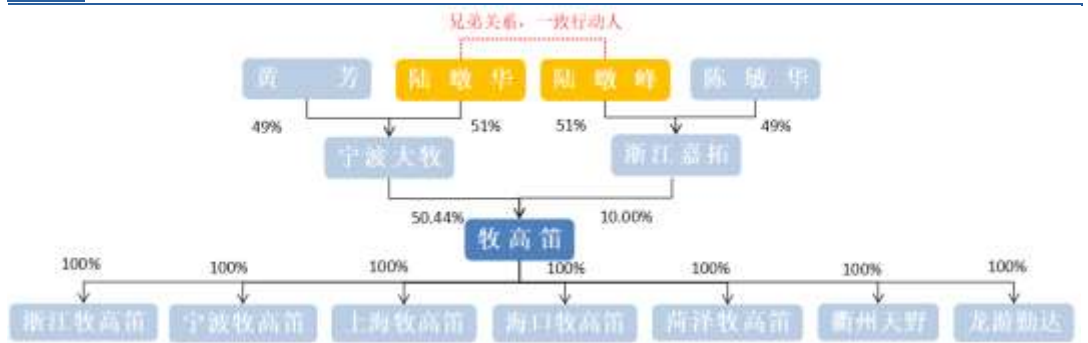 兄弟关系，一致行动人
黄 芳
陆 暾 华
陆 暾 峰
陈 敏 华
49%
51%
51%
49%
宁波大牧
浙江嘉拓
50.44%
10.00%
牧高笛
100%
100%
100%
100%
100%
100%
100%
浙江牧高笛
宁波牧高笛
上海牧高笛
海口牧高笛
菏泽牧高笛
衢州天野
龙游勤达